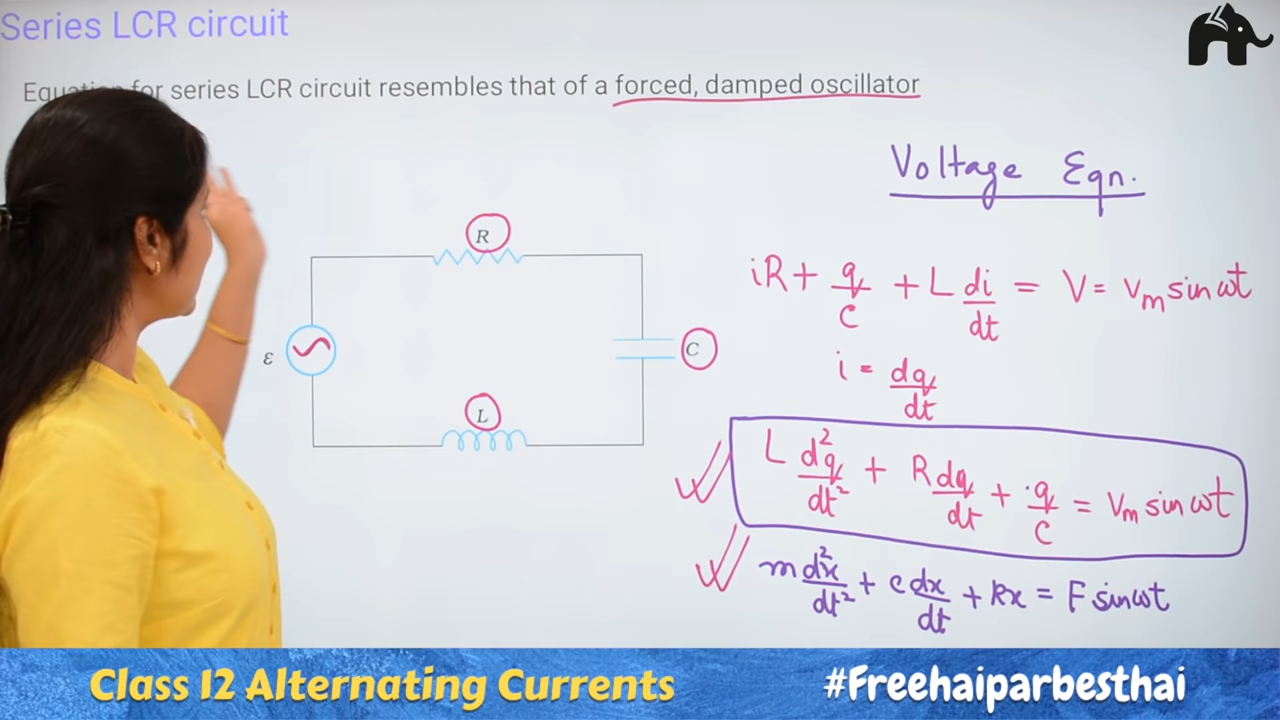 Series LCR circuit
Equation for series LCR circuit resembles that of a forced, damped oscillator
Voltage Eqn.
R
iR + q/C + L di/dt = V = Vm sin ωt
ε
C
i = dq/dt
L
L d²q/dt² + R dq/dt + q/C = Vm sin ωt
m d²x/dt² + c dx/dt + kx = F sin ωt
Class 12 Alternating Currents
#Freehaiparbesthai